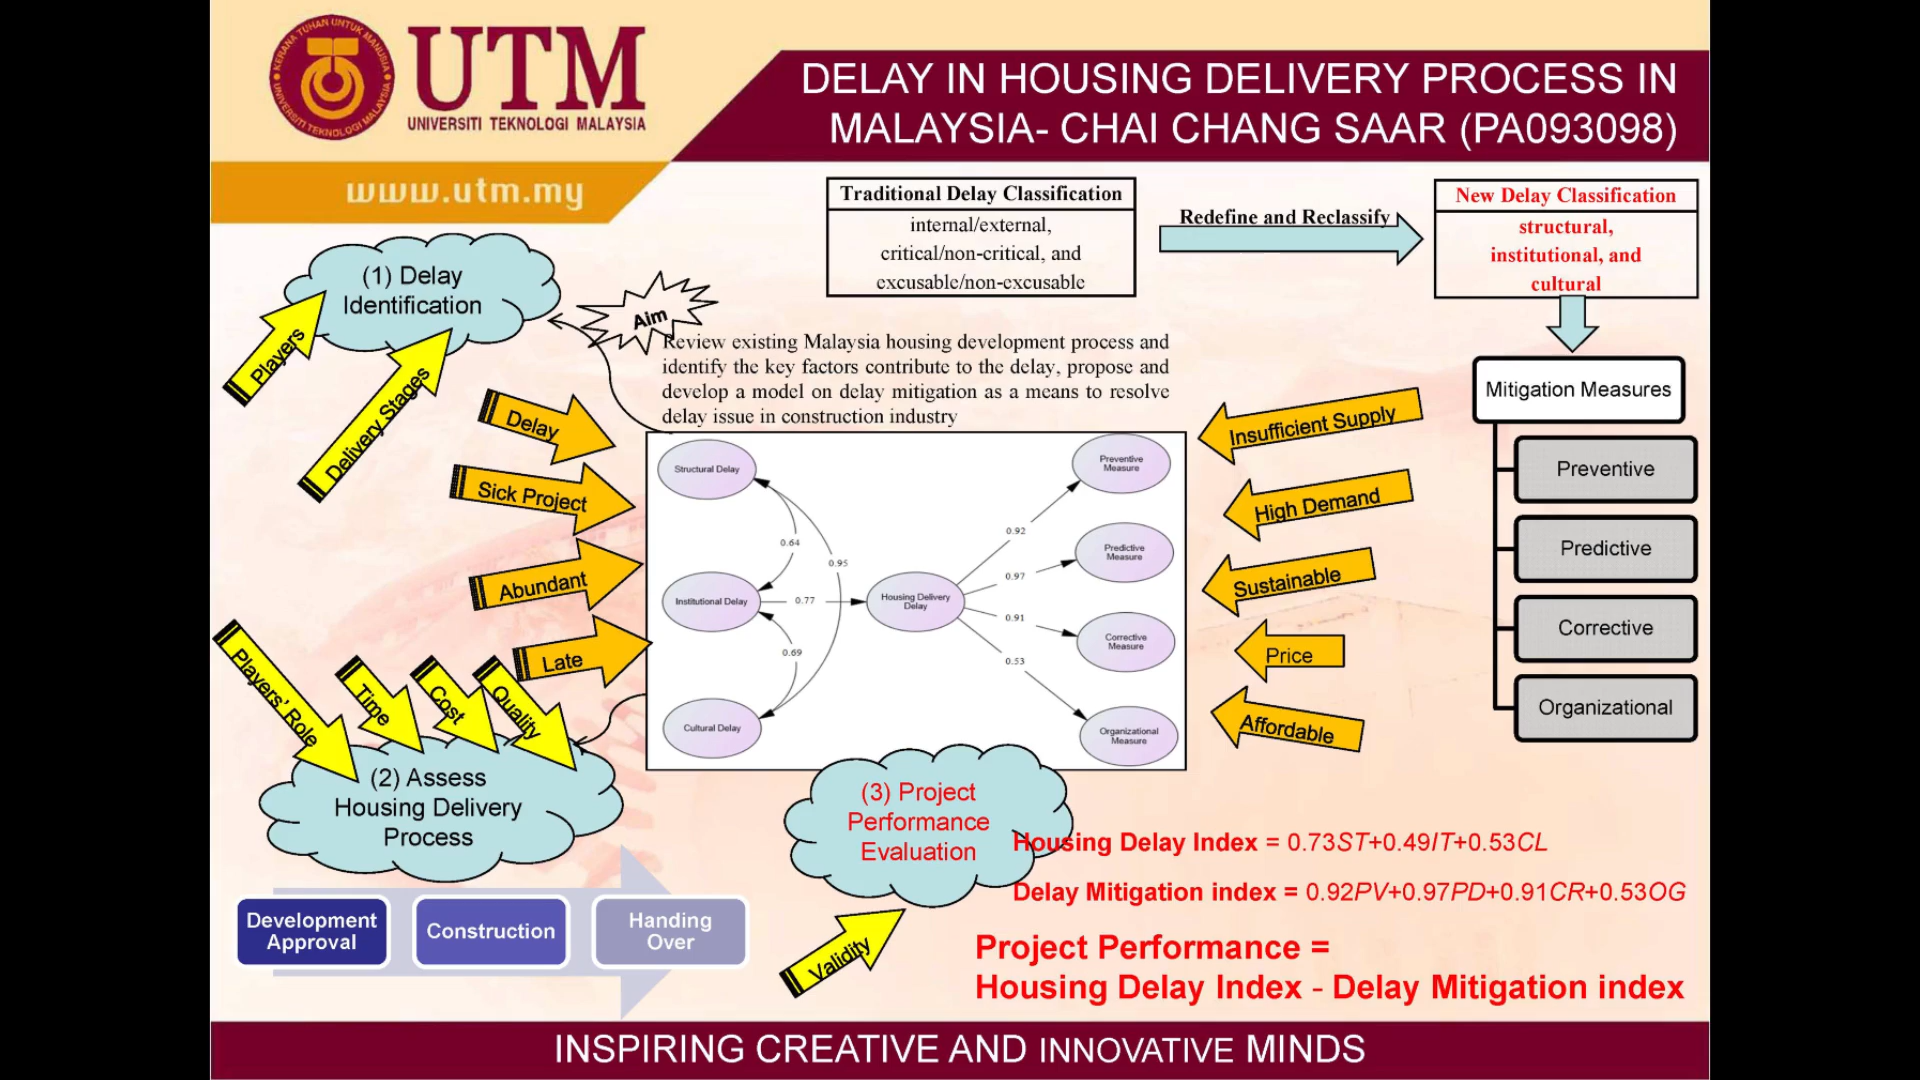 KERANA TUHAN UNTUK MANUSIA
UNIVERSITI TEKNOLOGI MALAYSIA
UTM
UNIVERSITI TEKNOLOGI MALAYSIA
www.utm.my
DELAY IN HOUSING DELIVERY PROCESS IN
MALAYSIA- CHAI CHANG SAAR (PA093098)
Traditional Delay Classification
internal/external,
critical/non-critical, and
excusable/non-excusable
Redefine and Reclassify
New Delay Classification
structural,
institutional, and
cultural
(1) Delay
Identification
Players
Delivery Stages
Aim
Review existing Malaysia housing development process and
identify the key factors contribute to the delay, propose and
develop a model on delay mitigation as a means to resolve
delay issue in construction industry
Delay
Sick Project
Abundant
Late
Structural Delay
Institutional Delay
Cultural Delay
0.64
0.95
0.77
0.69
Housing Delivery
Delay
0.92
0.97
0.91
0.53
Preventive
Measure
Predictive
Measure
Corrective
Measure
Organizational
Measure
Insufficient Supply
High Demand
Sustainable
Price
Affordable
Mitigation Measures
Preventive
Predictive
Corrective
Organizational
Players' Role
Time
Cost
Quality
(2) Assess
Housing Delivery
Process
Development
Approval
Construction
Handing
Over
(3) Project
Performance
Evaluation
Validity
Housing Delay Index = 0.73ST+0.49IT+0.53CL
Delay Mitigation index = 0.92PV+0.97PD+0.91CR+0.53OG
Project Performance =
Housing Delay Index - Delay Mitigation index
INSPIRING CREATIVE AND INNOVATIVE MINDS